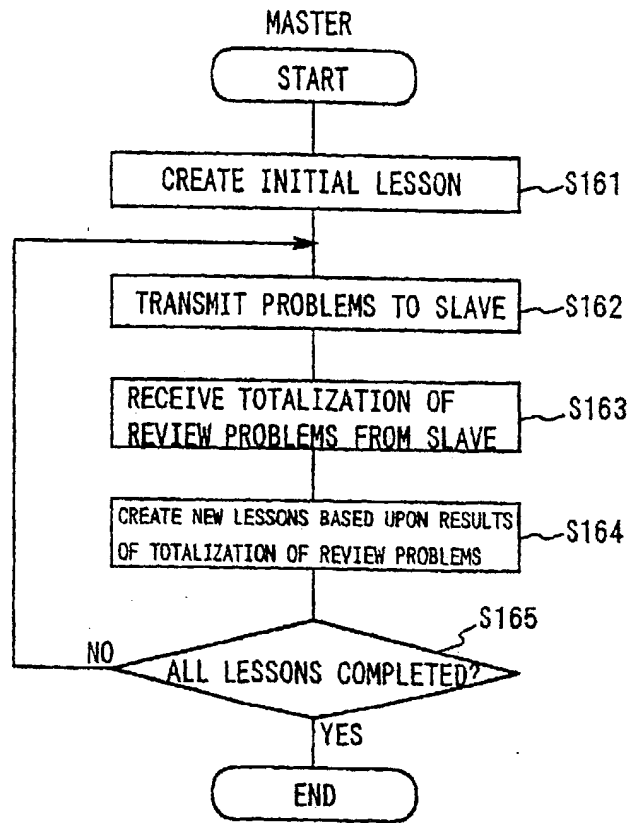 MASTER
START
CREATE INITIAL LESSON
S161
TRANSMIT PROBLEMS TO SLAVE
S162
RECEIVE TOTALIZATION OF
REVIEW PROBLEMS FROM SLAVE
S163
CREATE NEW LESSONS BASED UPON RESULTS
OF TOTALIZATION OF REVIEW PROBLEMS
S164
S165
NO
ALL LESSONS COMPLETED?
YES
END